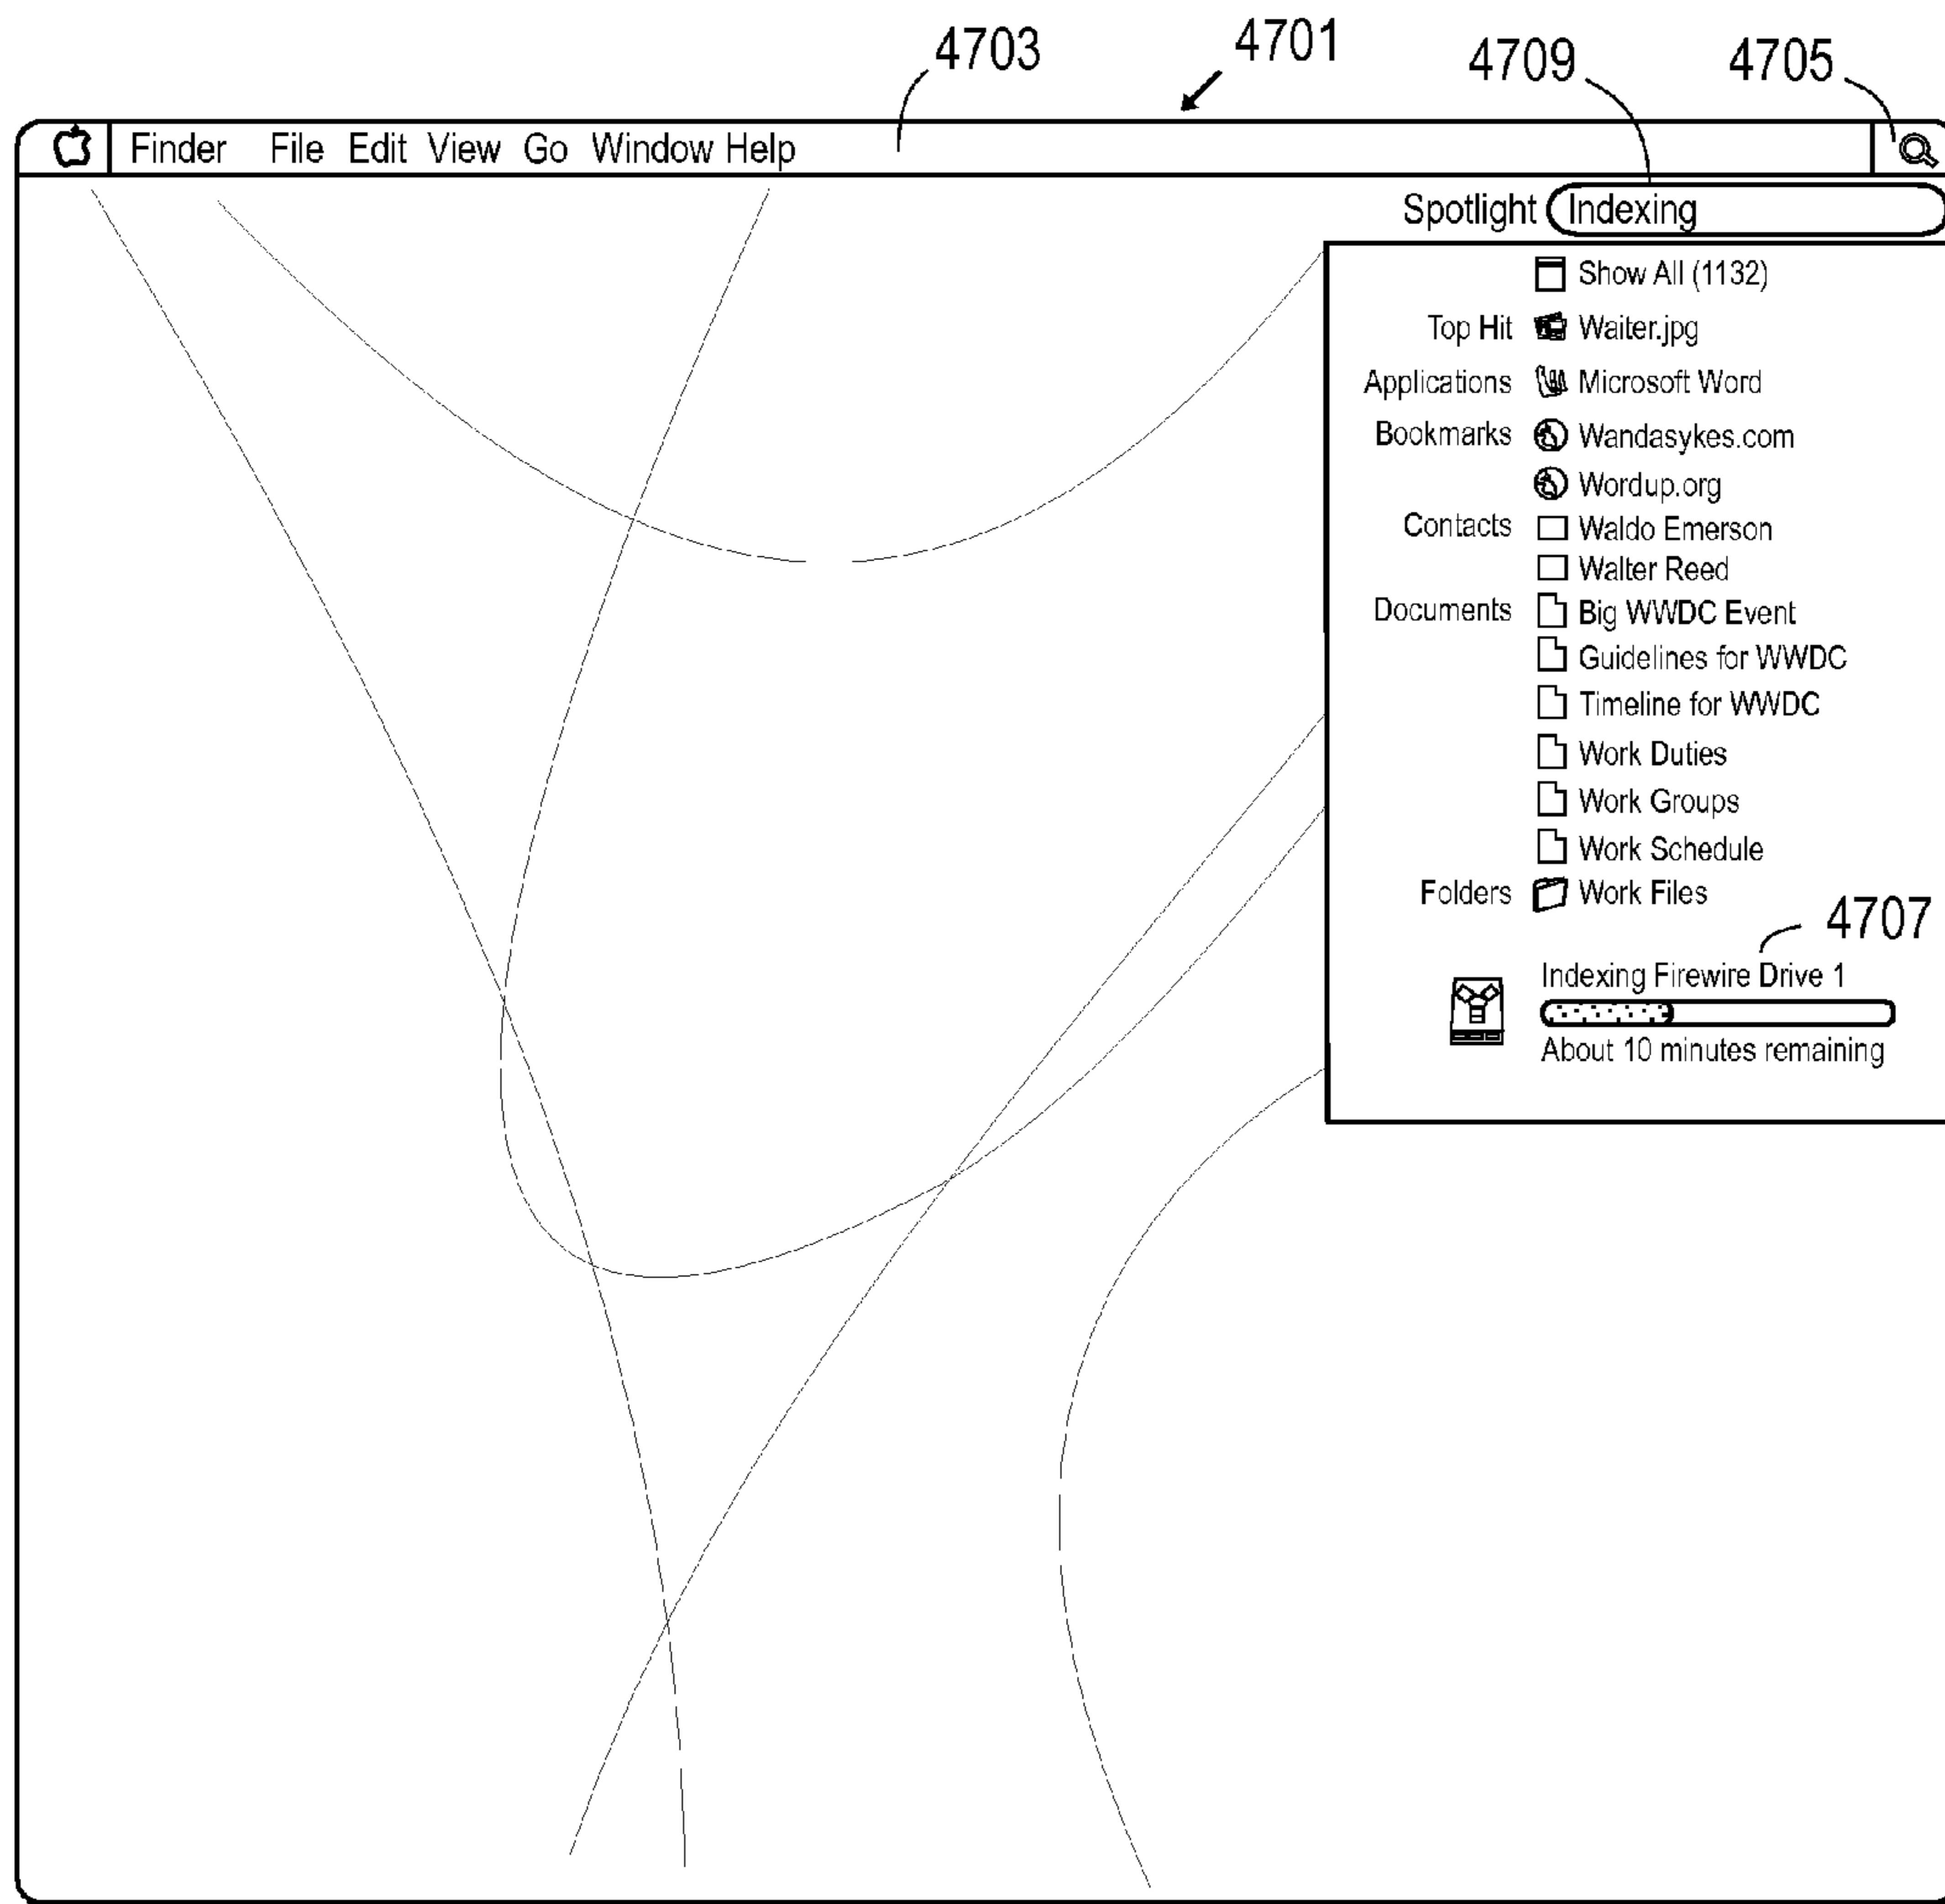 4703 4701 4709 4705
Finder File Edit View Go Window Help
Spotlight Indexing
Show All (1132)
Top Hit Waiter.jpg
Applications Microsoft Word
Bookmarks Wandasykes.com
Wordup.org
Contacts Waldo Emerson
Walter Reed
Documents Big WWDC Event
Guidelines for WWDC
Timeline for WWDC
Work Duties
Work Groups
Work Schedule
Folders Work Files
4707
Indexing Firewire Drive 1
About 10 minutes remaining